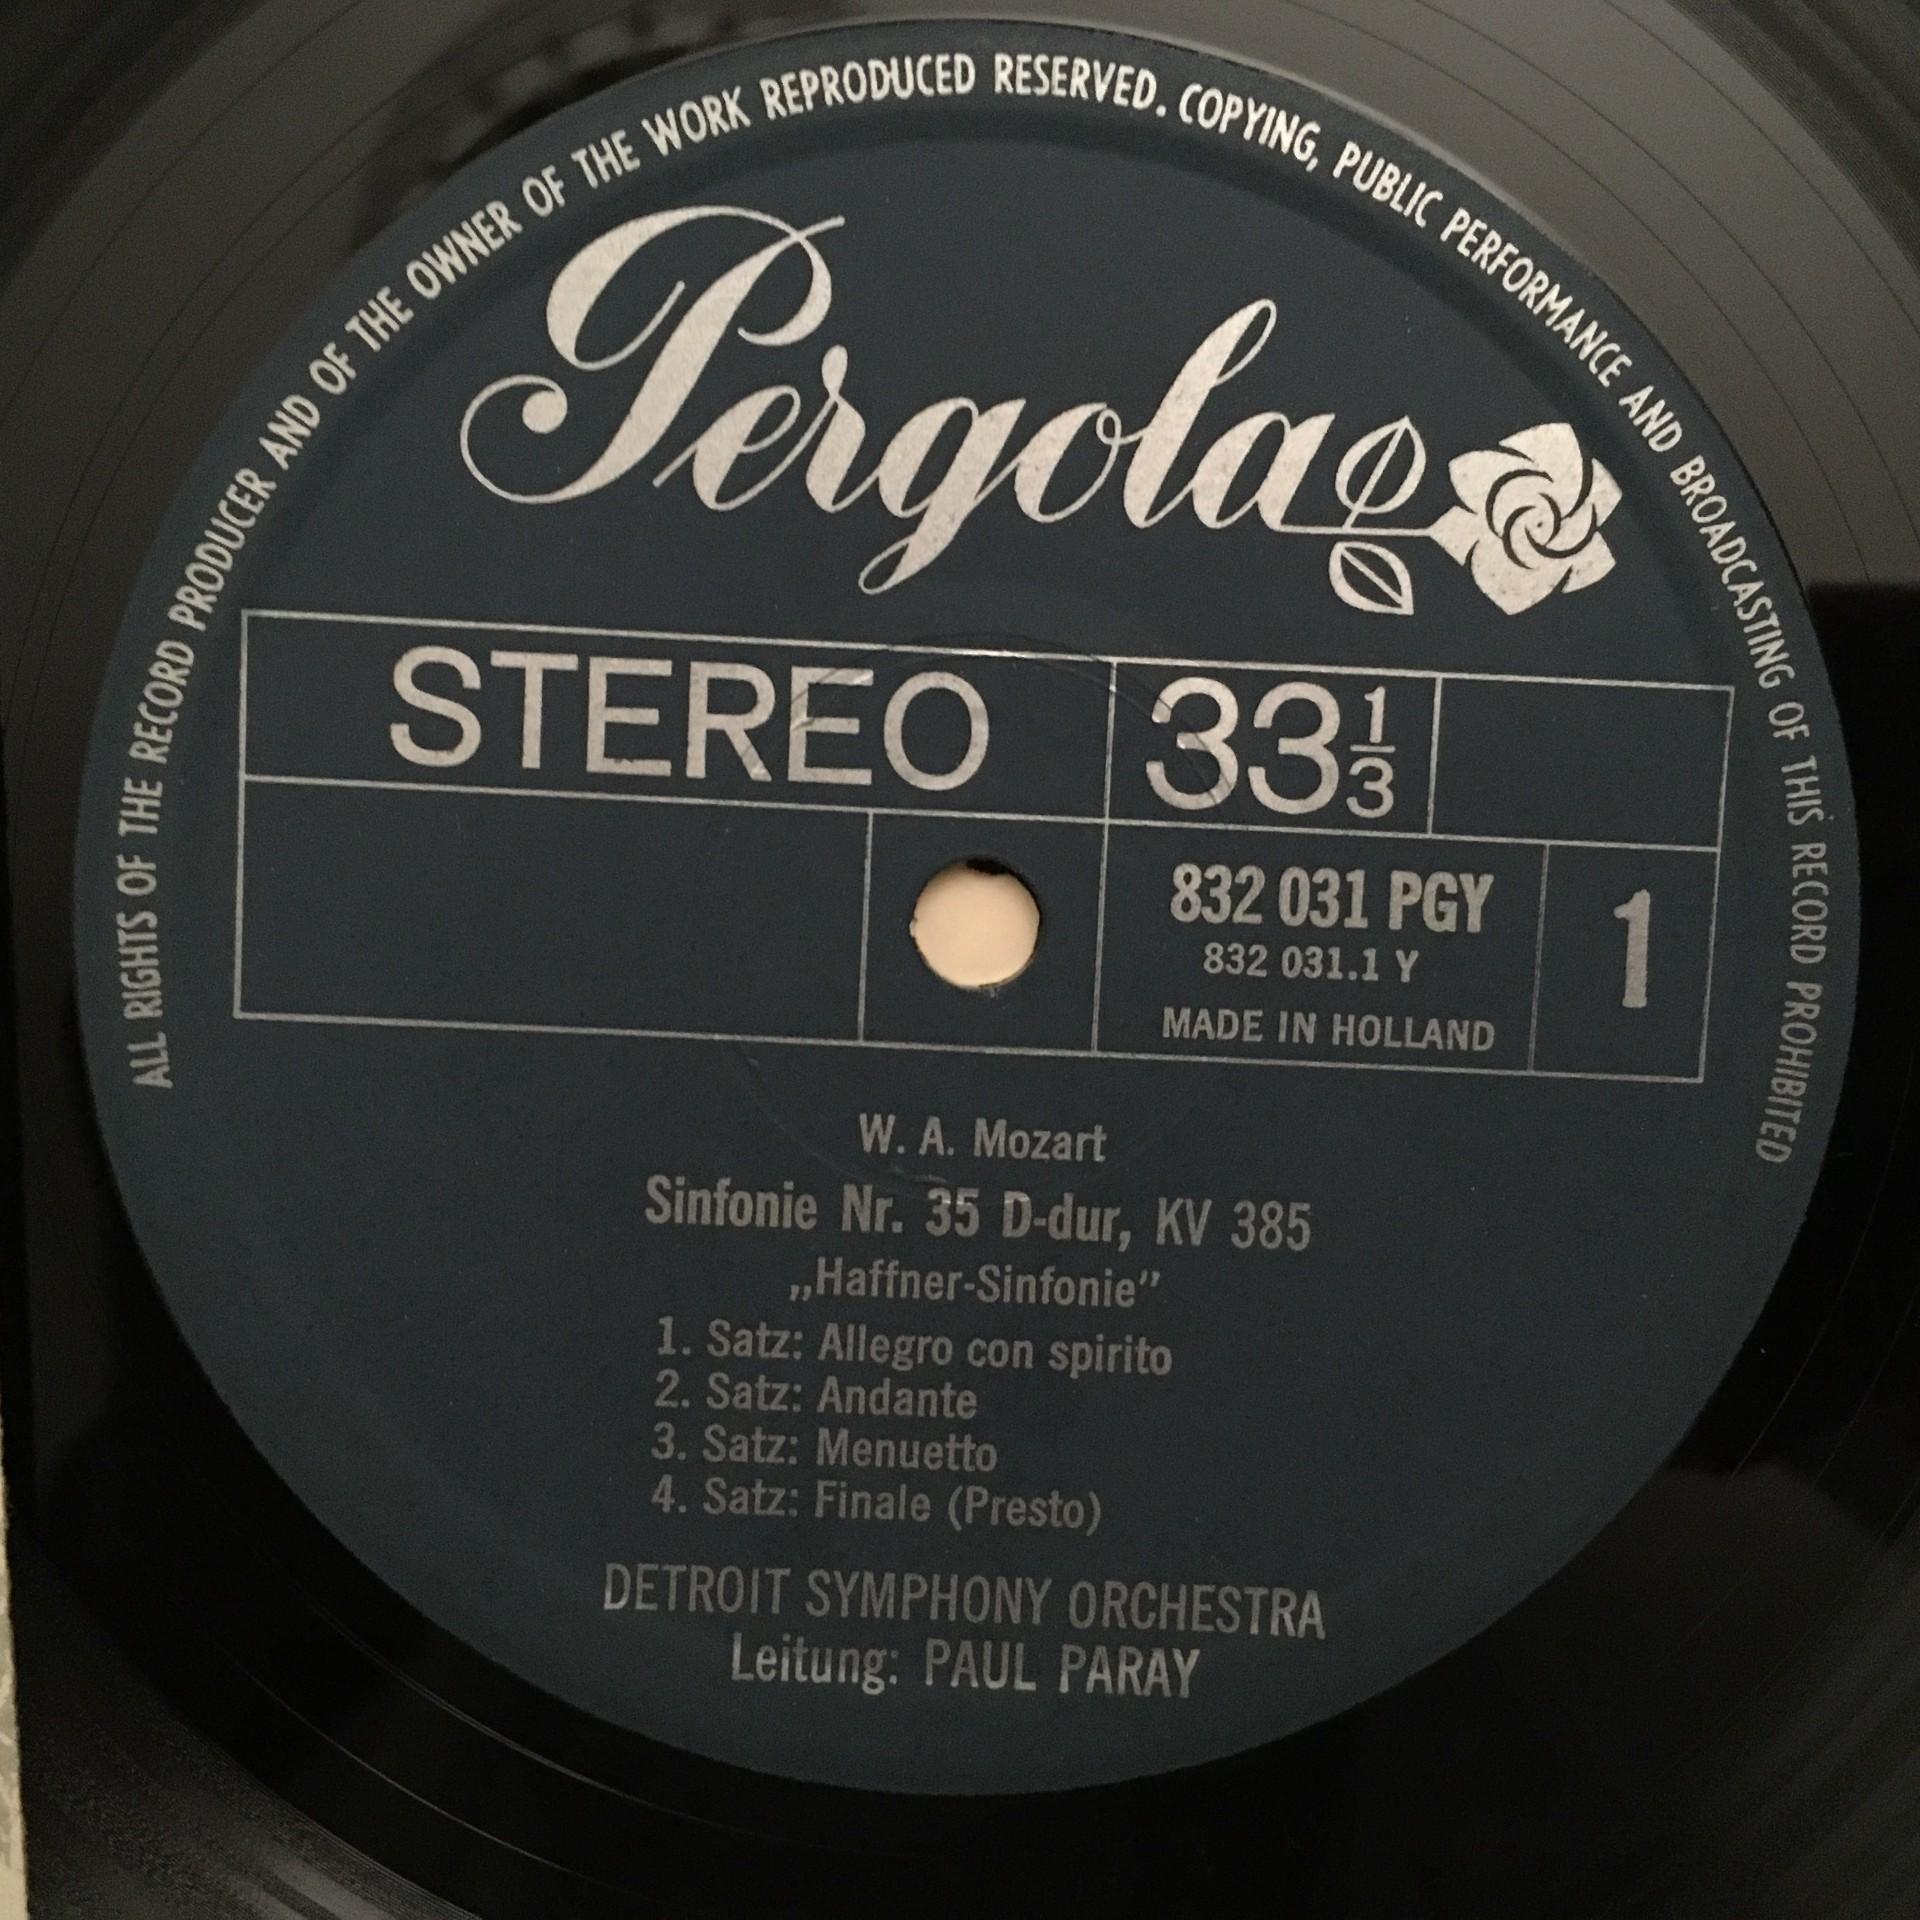 ALL RIGHTS OF THE RECORD PRODUCER AND OF THE OWNER OF THE WORK REPRODUCED RESERVED. COPYING, PUBLIC PERFORMANCE AND BROADCASTING OF THIS RECORD PROHIBITED
Pergola
STEREO 33 1/3
832 031 PGY 1
832 031.1 Y
MADE IN HOLLAND
W. A. Mozart
Sinfonie Nr. 35 D-dur, KV 385
„Haffner-Sinfonie”
1. Satz: Allegro con spirito
2. Satz: Andante
3. Satz: Menuetto
4. Satz: Finale (Presto)
DETROIT SYMPHONY ORCHESTRA
Leitung: PAUL PARAY